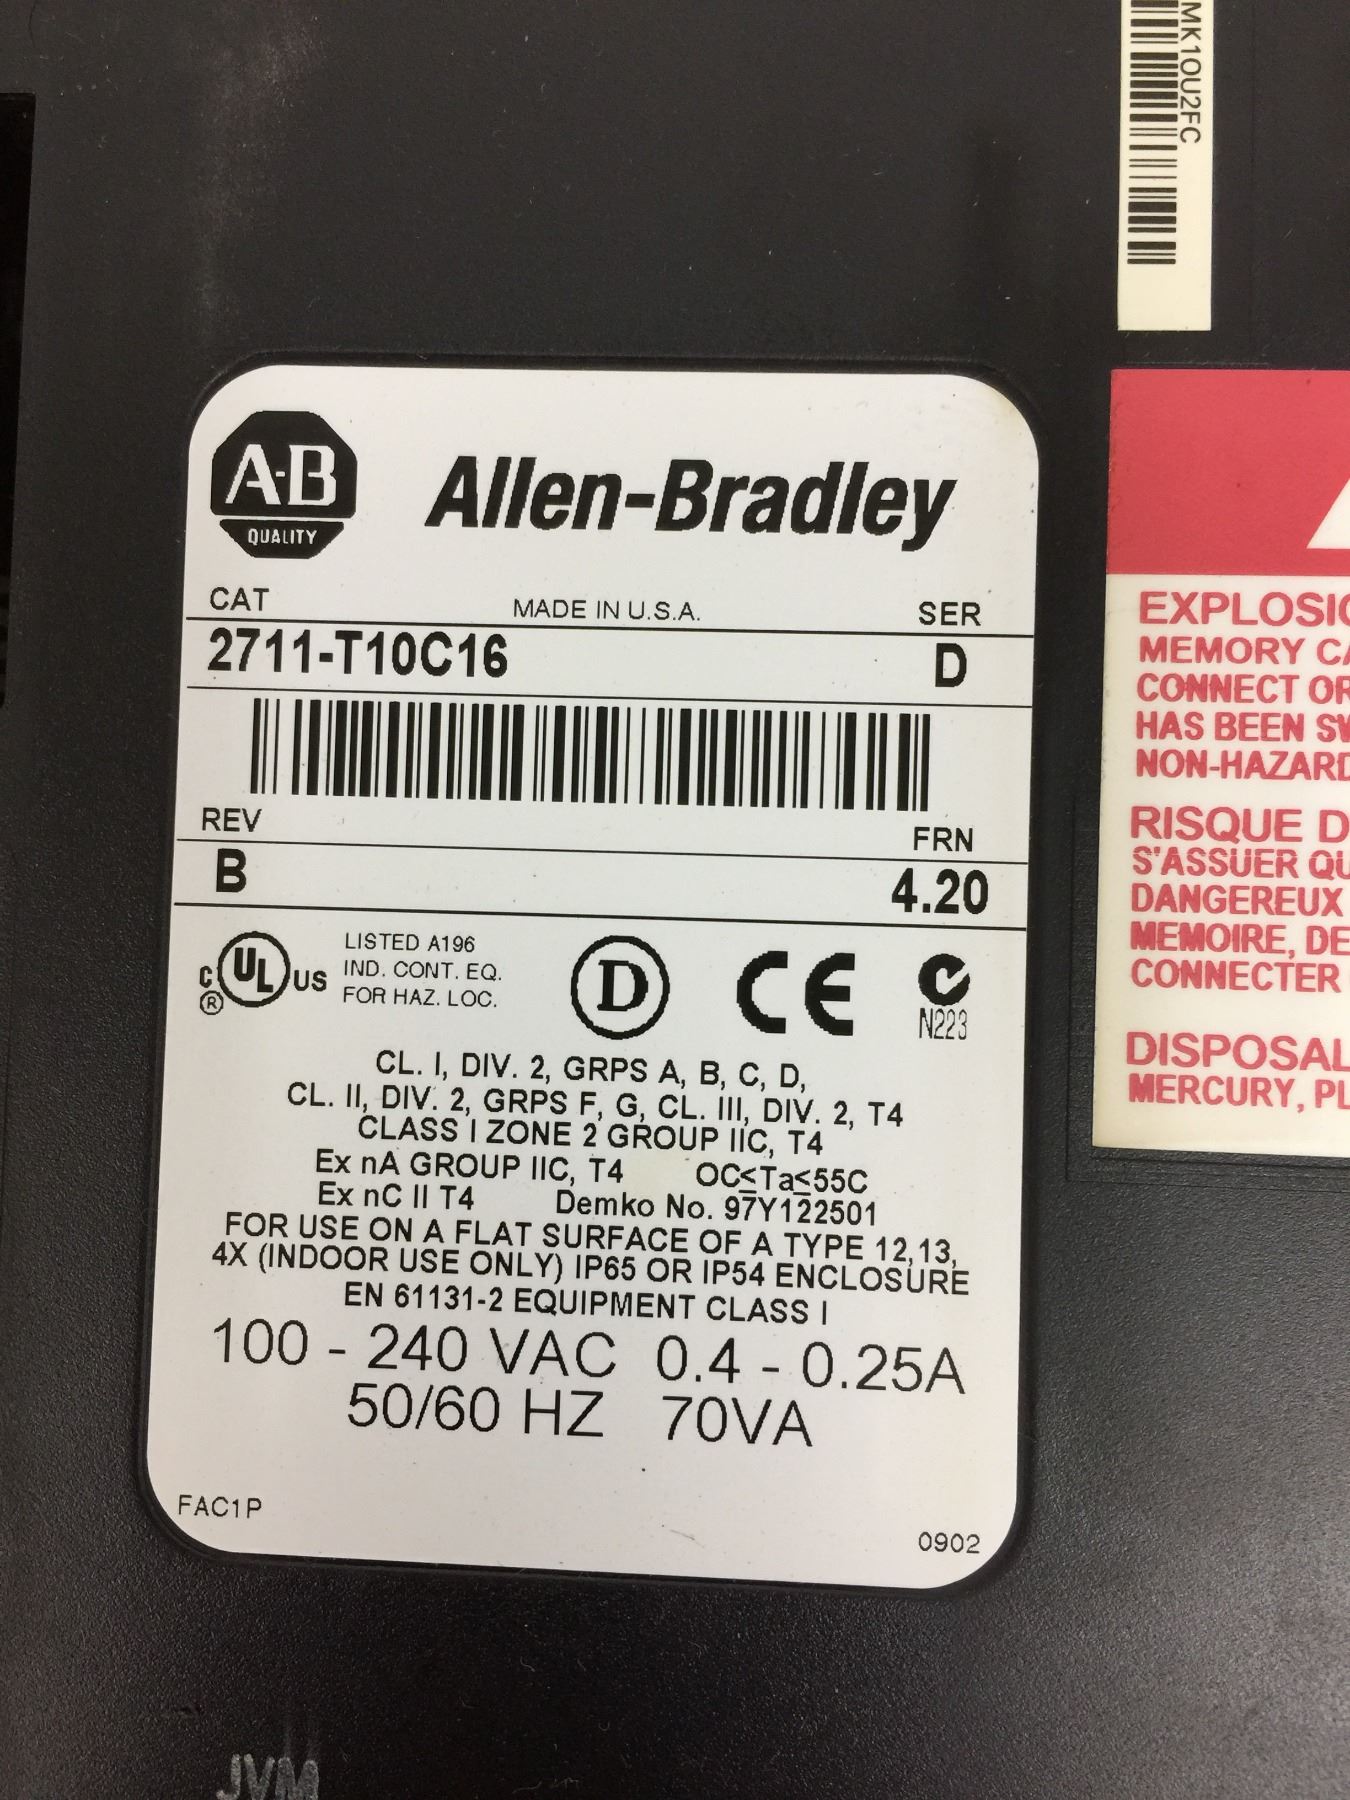 MK10U2FC
A-B
QUALITY
Allen-Bradley
CAT
MADE IN U.S.A.
SER
2711-T10C16
D
REV
FRN
B
4.20
C UL US
®
LISTED A196
IND. CONT. EQ.
FOR HAZ. LOC.
D
CE
N223
CL. I, DIV. 2, GRPS A, B, C, D,
CL. II, DIV. 2, GRPS F, G, CL. III, DIV. 2, T4
CLASS I ZONE 2 GROUP IIC, T4
Ex nA GROUP IIC, T4 OC≤Ta≤55C
Ex nC II T4 Demko No. 97Y122501
FOR USE ON A FLAT SURFACE OF A TYPE 12,13,
4X (INDOOR USE ONLY) IP65 OR IP54 ENCLOSURE
EN 61131-2 EQUIPMENT CLASS I
100 - 240 VAC 0.4 - 0.25A
50/60 HZ 70VA
FAC1P
0902
EXPLOSIO
MEMORY CA
CONNECT OR
HAS BEEN SW
NON-HAZARD
RISQUE D
S'ASSUER QU
DANGEREUX
MEMOIRE, DE
CONNECTER
DISPOSAL
MERCURY, PL
JVM